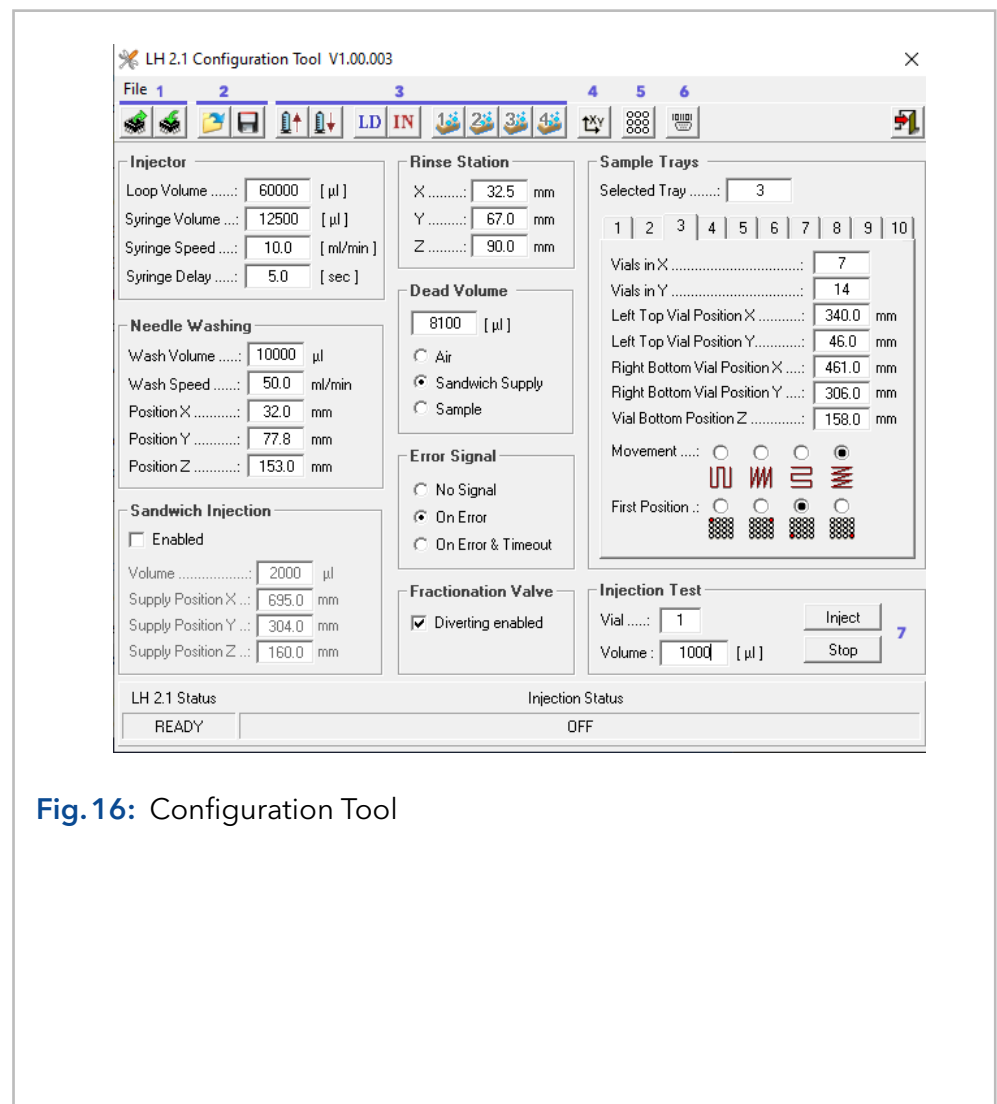 LH 2.1 Configuration Tool V1.00.003
File 1 2 3 4 5 6
LD IN 1 2 3 4 XY
Injector
Loop Volume ......: 60000 [ µl ]
Syringe Volume ...: 12500 [ µl ]
Syringe Speed ....: 10.0 [ ml/min ]
Syringe Delay .....: 5.0 [ sec ]
Needle Washing
Wash Volume .....: 10000 µl
Wash Speed ......: 50.0 ml/min
Position X ...........: 32.0 mm
Position Y ...........: 77.8 mm
Position Z ...........: 153.0 mm
Sandwich Injection
Enabled
Volume ..................: 2000 µl
Supply Position X ..: 695.0 mm
Supply Position Y ..: 304.0 mm
Supply Position Z ..: 160.0 mm
Rinse Station
X .........: 32.5 mm
Y .........: 67.0 mm
Z .........: 90.0 mm
Dead Volume
8100 [ µl ]
Air
Sandwich Supply
Sample
Error Signal
No Signal
On Error
On Error & Timeout
Fractionation Valve
Diverting enabled
Sample Trays
Selected Tray .......: 3
1 2 3 4 5 6 7 8 9 10
Vials in X ................................: 7
Vials in Y ................................: 14
Left Top Vial Position X ...........: 340.0 mm
Left Top Vial Position Y............: 46.0 mm
Right Bottom Vial Position X ....: 461.0 mm
Right Bottom Vial Position Y ....: 306.0 mm
Vial Bottom Position Z .............: 158.0 mm
Movement ....:
First Position .:
Injection Test
Vial .....: 1 Inject
7
Volume : 1000 [ µl ] Stop
LH 2.1 Status Injection Status
READY OFF
Fig. 16: Configuration Tool